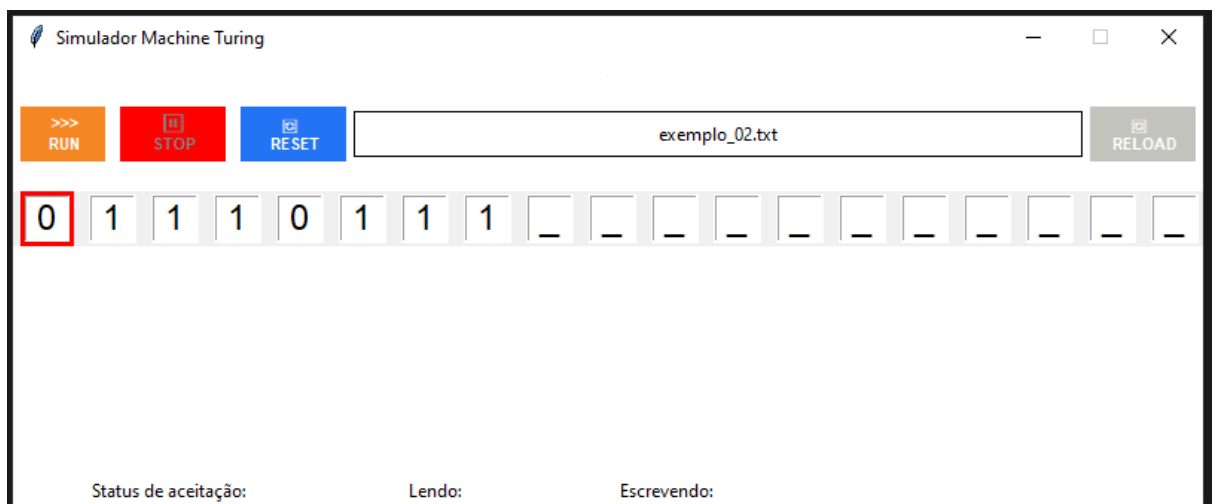 Simulador Machine Turing
>>>
RUN
STOP
RESET
exemplo_02.txt
RELOAD
0 1 1 1 0 1 1 1 _ _ _ _ _ _ _ _ _ _ _
Status de aceitação: Lendo: Escrevendo: